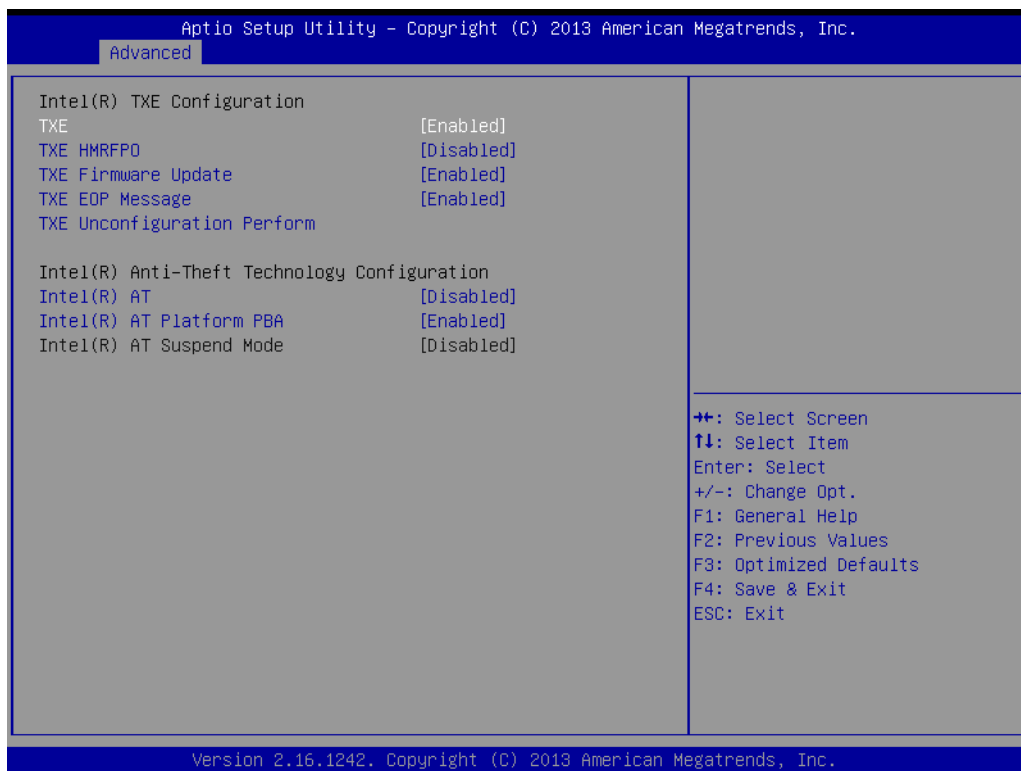 Aptio Setup Utility – Copyright (C) 2013 American Megatrends, Inc.
Advanced
Intel(R) TXE Configuration
TXE [Enabled]
TXE HMRFPO [Disabled]
TXE Firmware Update [Enabled]
TXE EOP Message [Enabled]
TXE Unconfiguration Perform
Intel(R) Anti-Theft Technology Configuration
Intel(R) AT [Disabled]
Intel(R) AT Platform PBA [Enabled]
Intel(R) AT Suspend Mode [Disabled]
→←: Select Screen
↑↓: Select Item
Enter: Select
+/-: Change Opt.
F1: General Help
F2: Previous Values
F3: Optimized Defaults
F4: Save & Exit
ESC: Exit
Version 2.16.1242. Copyright (C) 2013 American Megatrends, Inc.